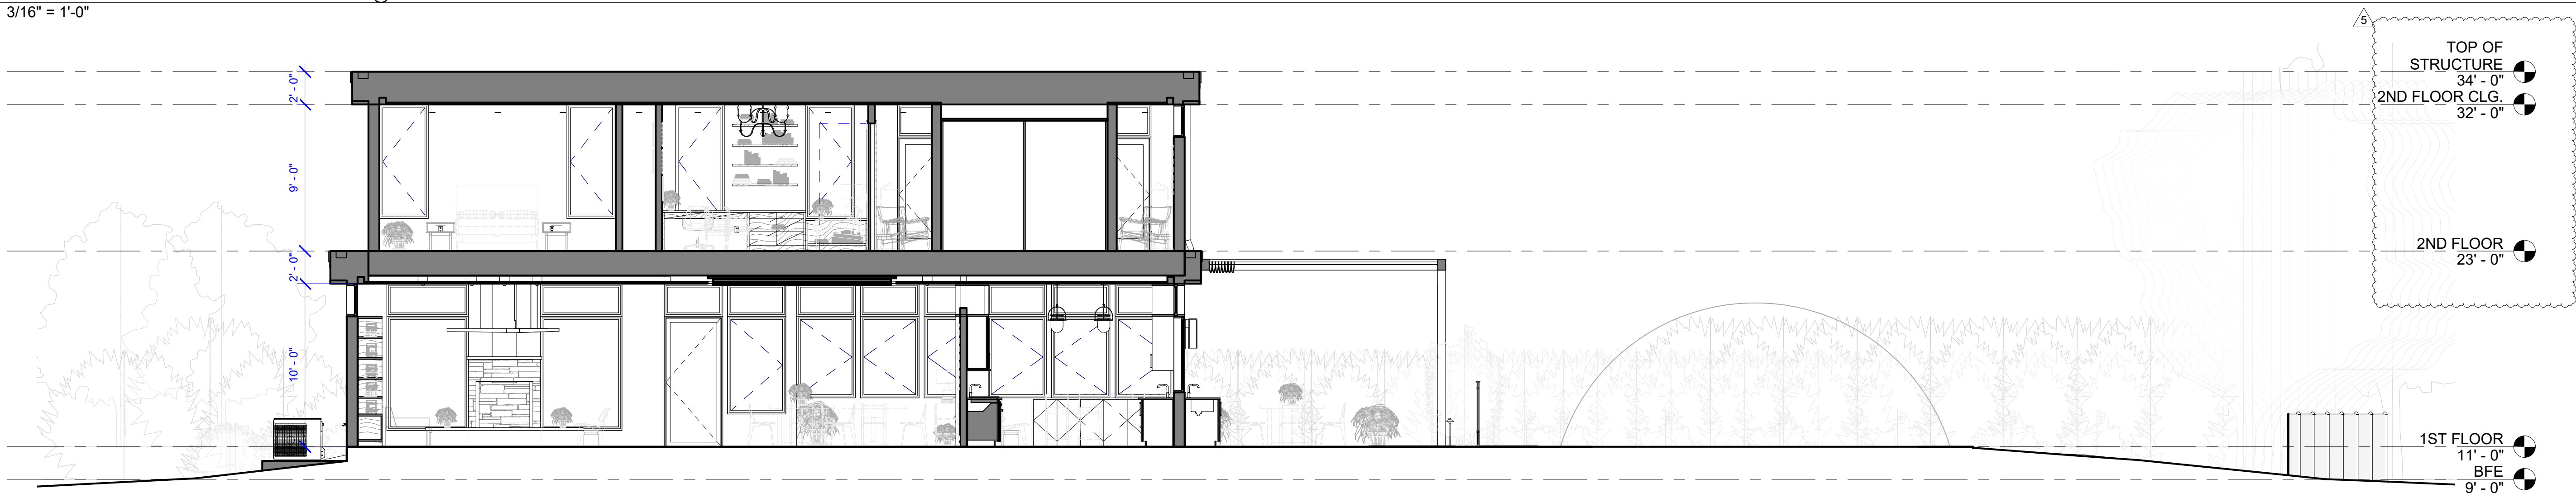 3/16" = 1'-0"
5
TOP OF
STRUCTURE
34' - 0"
2ND FLOOR CLG.
32' - 0"
2' - 0"
9' - 0"
2ND FLOOR
23' - 0"
2' - 0"
10' - 0"
1ST FLOOR
11' - 0"
BFE
9' - 0"